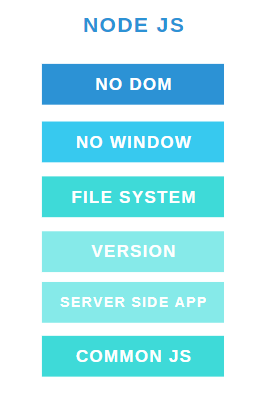 NODE JS
NO DOM
NO WINDOW
FILE SYSTEM
VERSION
SERVER SIDE APP
COMMON JS